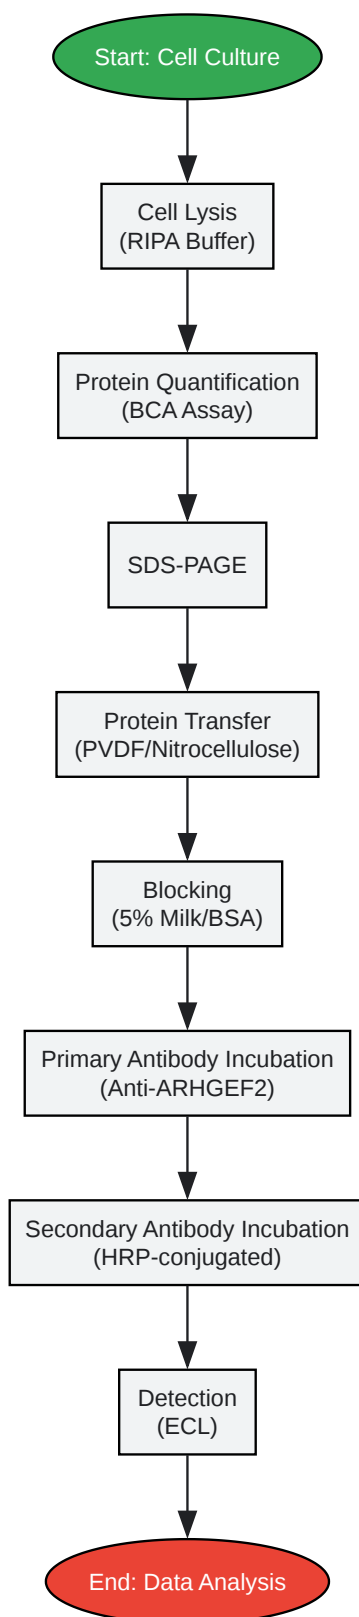 Start: Cell Culture
Cell Lysis
(RIPA Buffer)
Protein Quantification
(BCA Assay)
SDS-PAGE
Protein Transfer
(PVDF/Nitrocellulose)
Blocking
(5% Milk/BSA)
Primary Antibody Incubation
(Anti-ARHGEF2)
Secondary Antibody Incubation
(HRP-conjugated)
Detection
(ECL)
End: Data Analysis